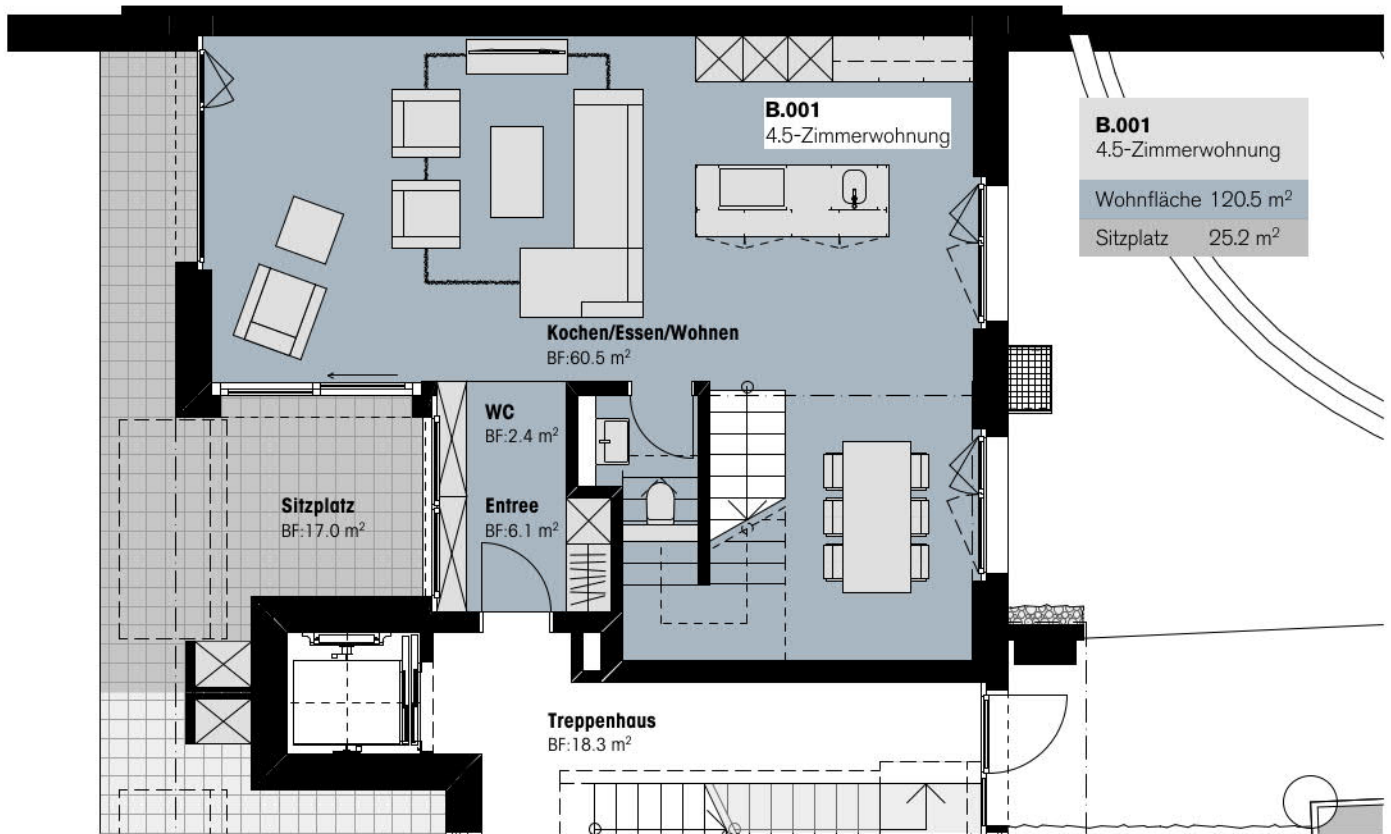 B.001
4.5-Zimmerwohnung
B.001
4.5-Zimmerwohnung
Wohnfläche 120.5 m²
Sitzplatz 25.2 m²
Kochen/Essen/Wohnen
BF:60.5 m²
WC
BF:2.4 m²
Sitzplatz
BF:17.0 m²
Entree
BF:6.1 m²
Treppenhaus
BF:18.3 m²